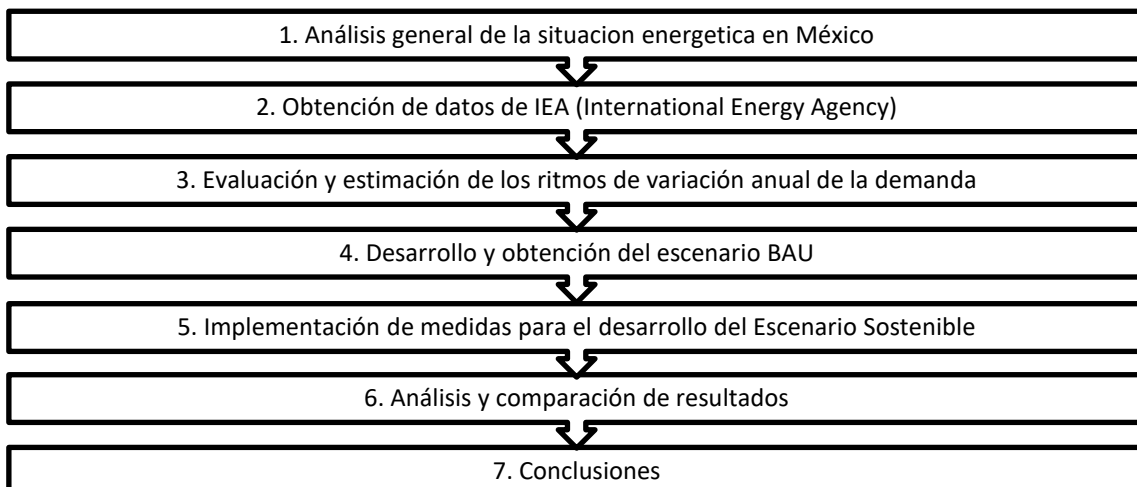 1. Análisis general de la situacion energetica en México
2. Obtención de datos de IEA (International Energy Agency)
3. Evaluación y estimación de los ritmos de variación anual de la demanda
4. Desarrollo y obtención del escenario BAU
5. Implementación de medidas para el desarrollo del Escenario Sostenible
6. Análisis y comparación de resultados
7. Conclusiones